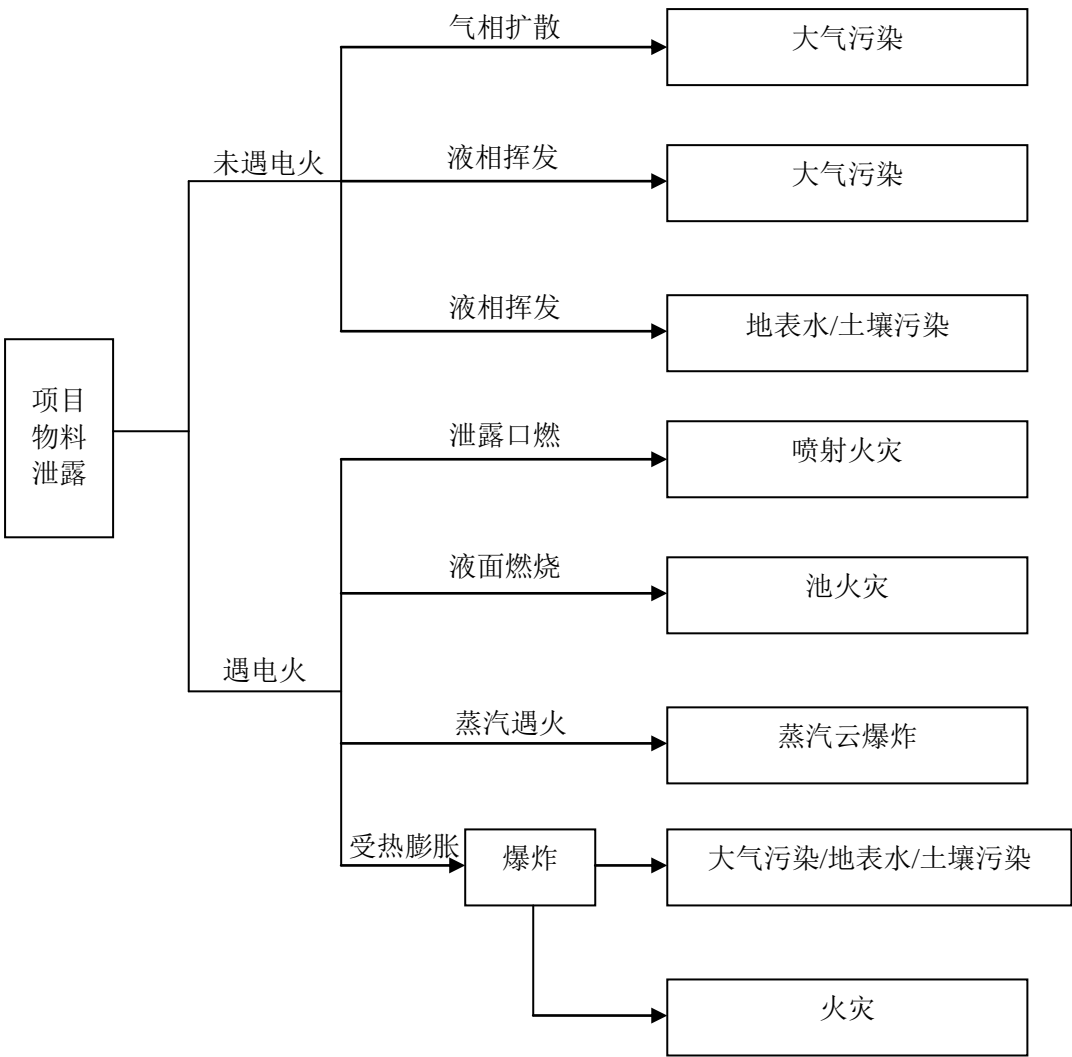 气相扩散
大气污染
未遇电火
液相挥发
大气污染
液相挥发
地表水/土壤污染
项目
物料
泄露
泄露口燃
喷射火灾
液面燃烧
池火灾
遇电火
蒸汽遇火
蒸汽云爆炸
受热膨胀
爆炸
大气污染/地表水/土壤污染
火灾